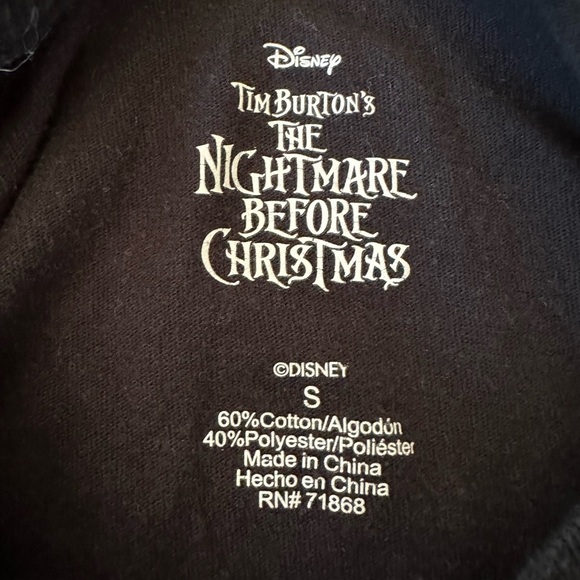 Disney
Tim Burton's
The
Nightmare
Before
Christmas
©DISNEY
S
60%Cotton/Algodón
40%Polyester/Poliéster
Made in China
Hecho en China
RN# 71868